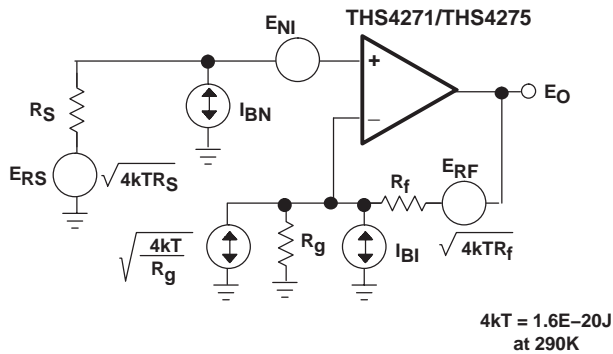 THS4271/THS4275
E_NI
+
E_O
R_S
I_BN
−
E_RS
√4kTR_S
E_RF
R_f
√(4kT/R_g)
R_g
I_BI
√4kTR_f
4kT = 1.6E−20J
at 290K